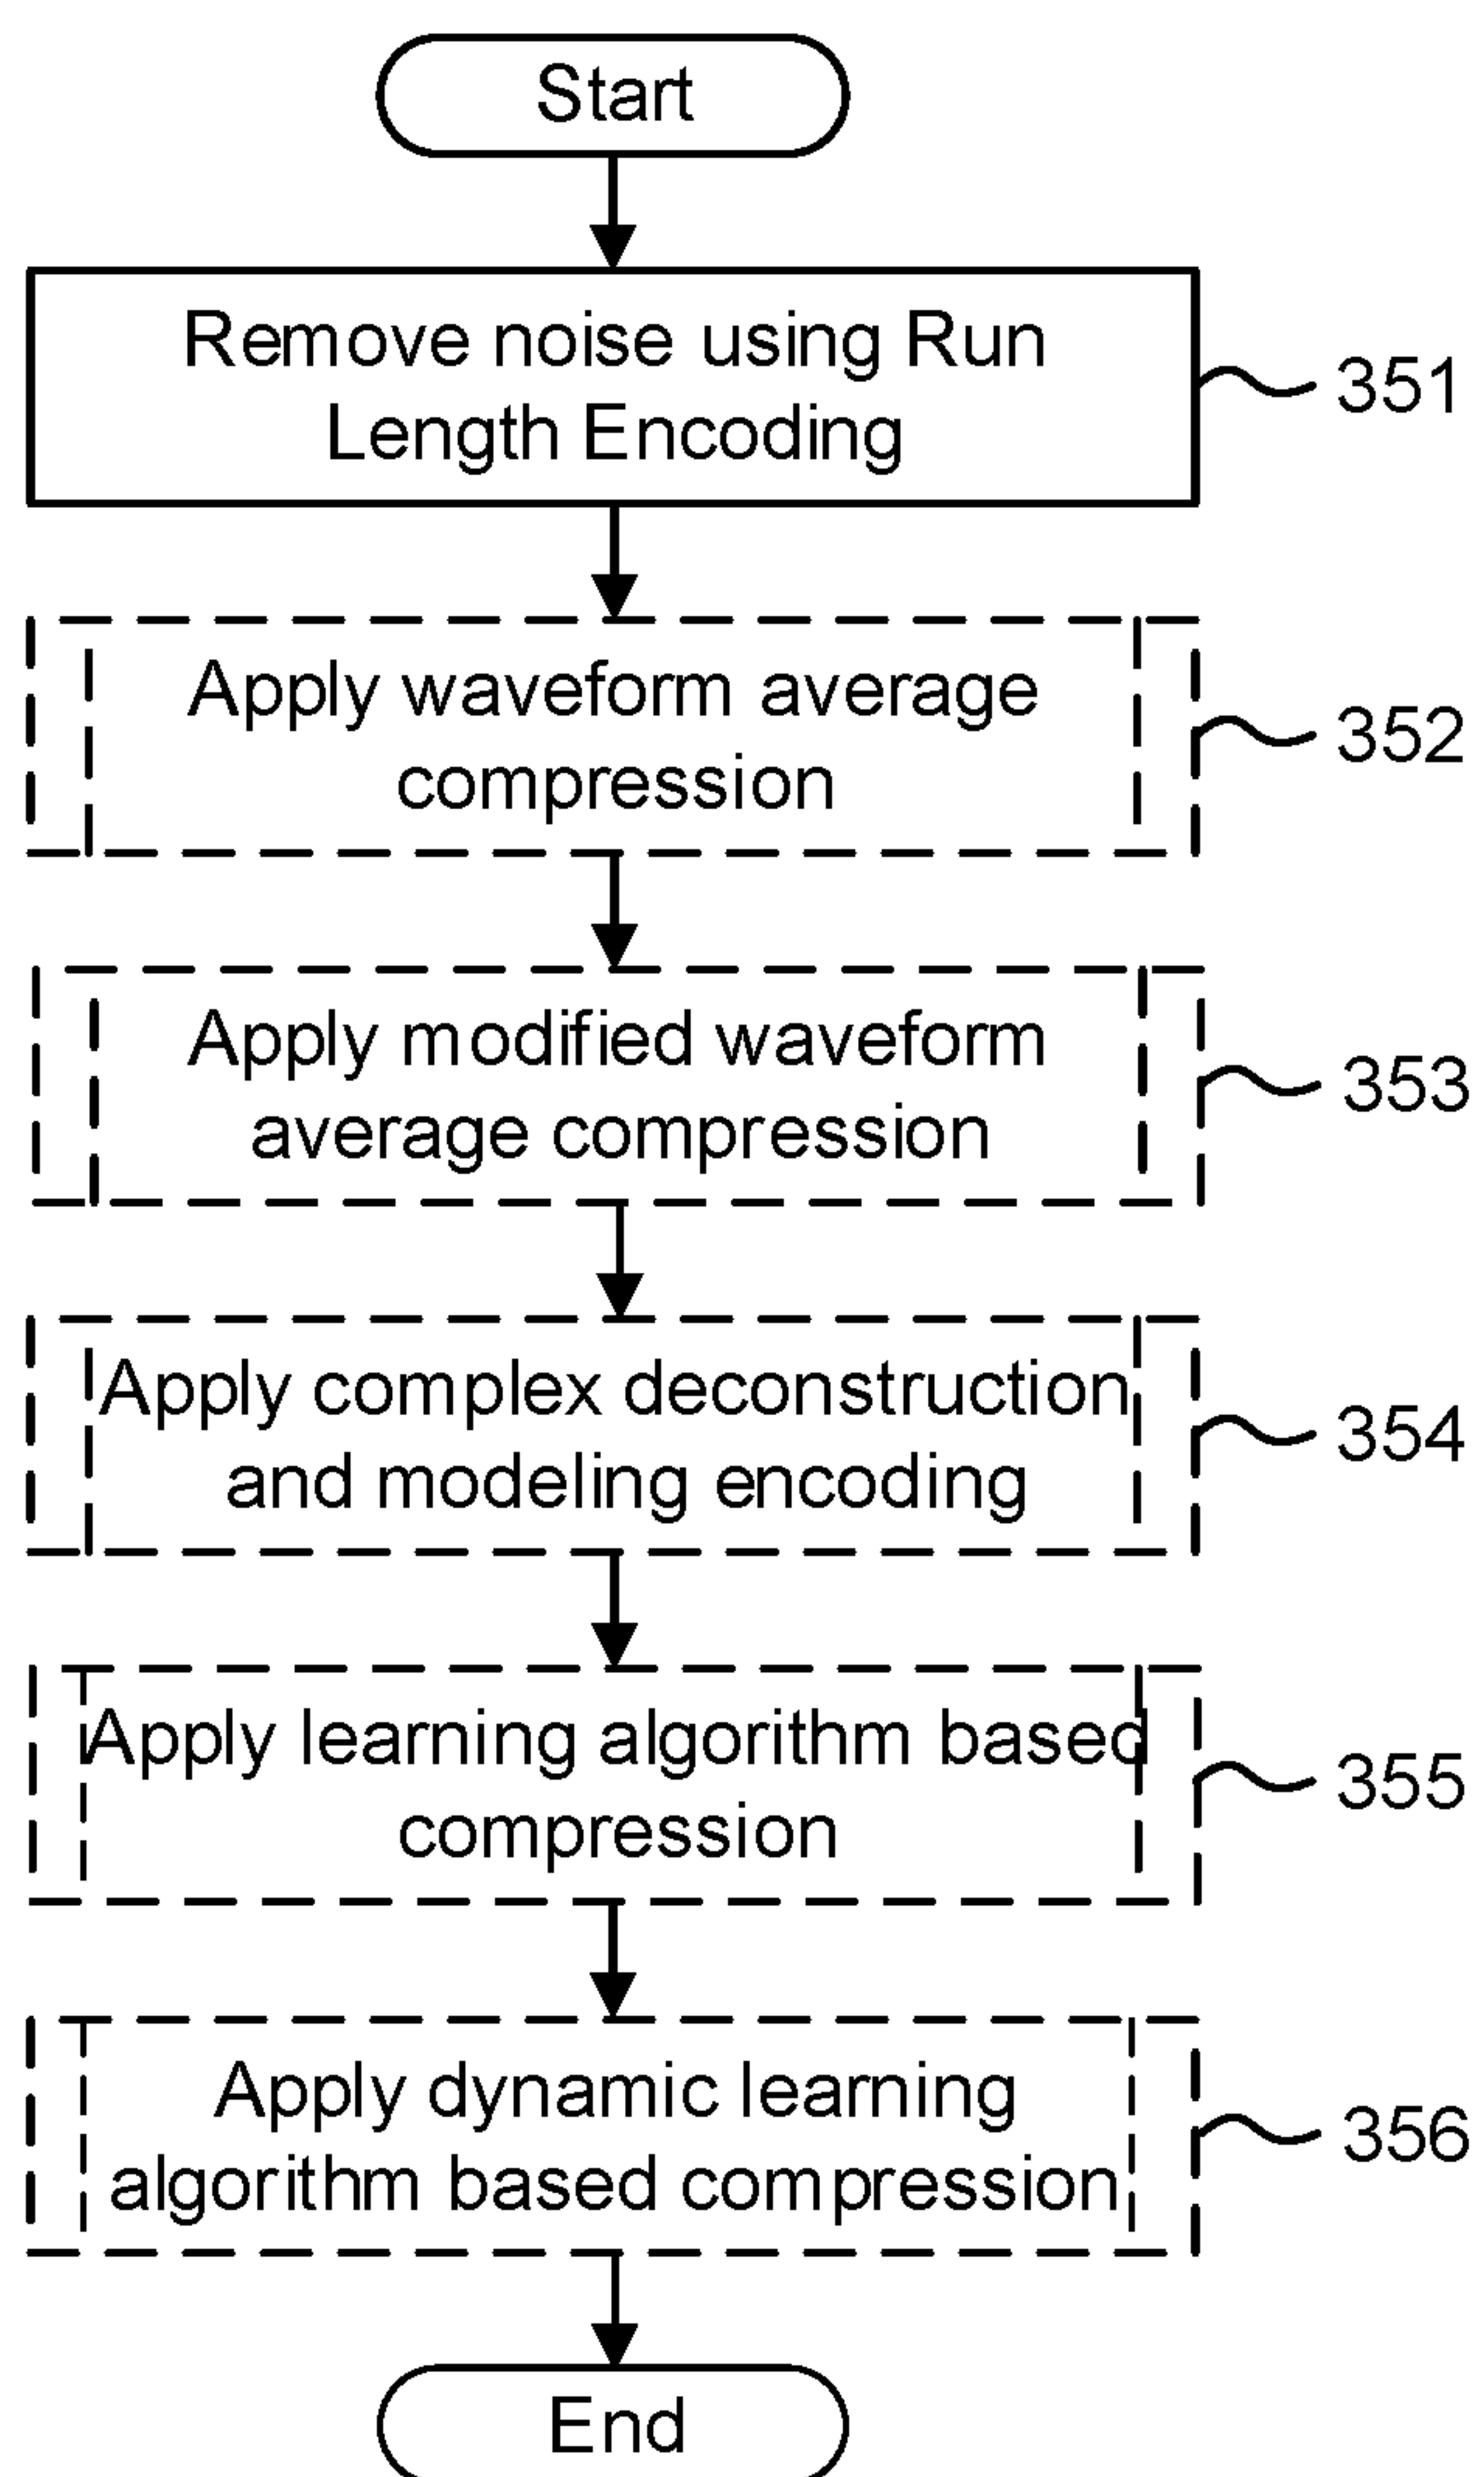 Start
Remove noise using Run
Length Encoding
351
Apply waveform average
compression
352
Apply modified waveform
average compression
353
Apply complex deconstruction
and modeling encoding
354
Apply learning algorithm based
compression
355
Apply dynamic learning
algorithm based compression
356
End